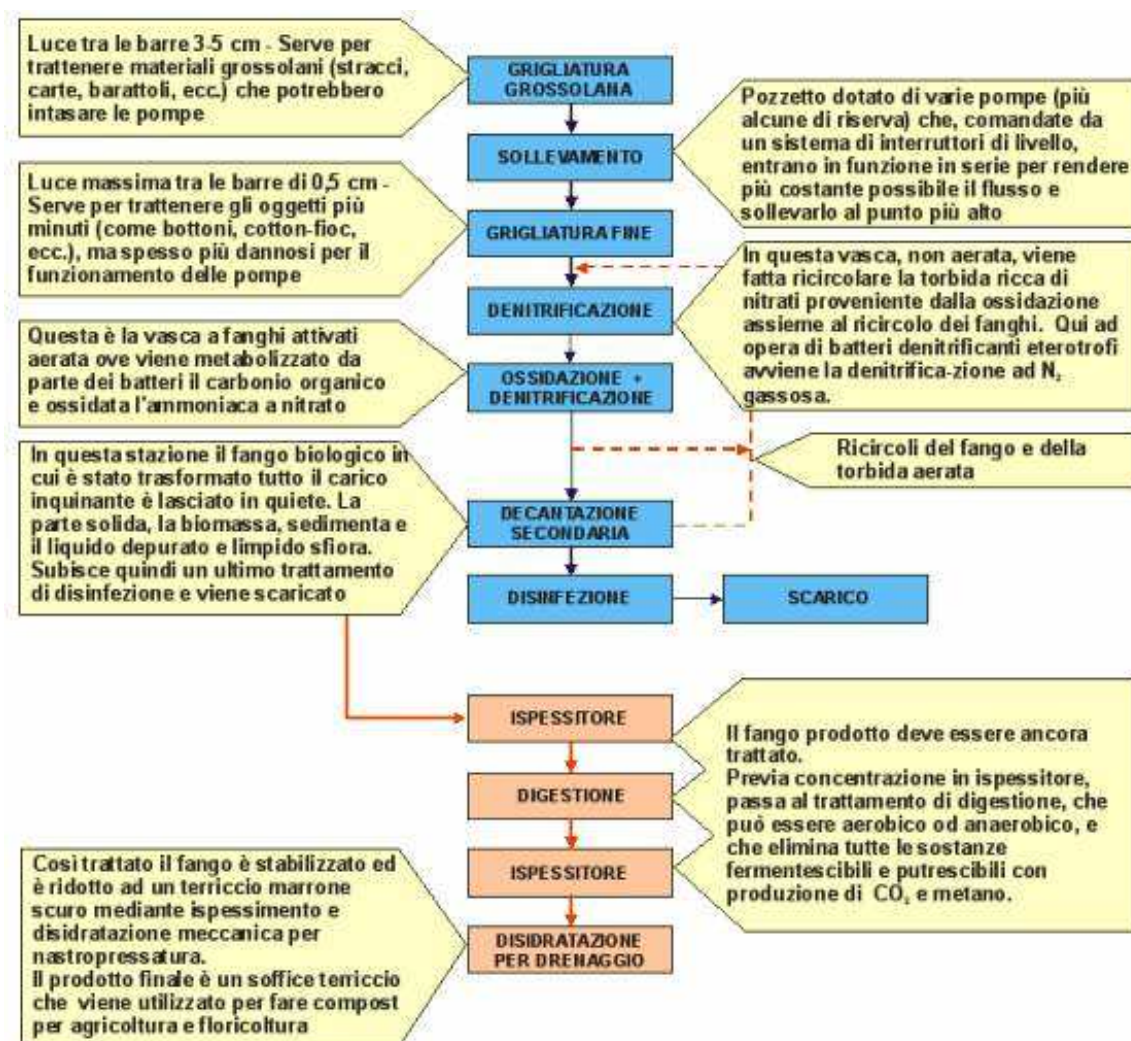 Luce tra le barre 3-5 cm - Serve per
trattenere materiali grossolani (stracci,
carte, barattoli, ecc.) che potrebbero
intasare le pompe
GRIGLIATURA
GROSSOLANA
Pozzetto dotato di varie pompe (più
alcune di riserva) che, comandate da
un sistema di interruttori di livello,
entrano in funzione in serie per rendere
più costante possibile il flusso e
sollevarlo al punto più alto
SOLLEVAMENTO
Luce massima tra le barre di 0,5 cm -
Serve per trattenere gli oggetti più
minuti (come bottoni, cotton-fioc,
ecc.), ma spesso più dannosi per il
funzionamento delle pompe
GRIGLIATURA FINE
In questa vasca, non aerata, viene
fatta ricircolare la torbida ricca di
nitrati proveniente dalla ossidazione
assieme al ricircolo dei fanghi. Qui ad
opera di batteri denitrificanti eterotrofi
avviene la denitrifica-zione ad N₂
gassosa.
DENITRIFICAZIONE
Questa è la vasca a fanghi attivati
aerata ove viene metabolizzato da
parte dei batteri il carbonio organico
e ossidata l'ammoniaca a nitrato
OSSIDAZIONE +
DENITRIFICAZIONE
Ricircoli del fango e della
torbida aerata
In questa stazione il fango biologico in
cui è stato trasformato tutto il carico
inquinante è lasciato in quiete. La
parte solida, la biomassa, sedimenta e
il liquido depurato e limpido sfiora.
Subisce quindi un ultimo trattamento
di disinfezione e viene scaricato
DECANTAZIONE
SECONDARIA
DISINFEZIONE
SCARICO
ISPESSITORE
Il fango prodotto deve essere ancora
trattato.
Previa concentrazione in ispessitore,
passa al trattamento di digestione, che
può essere aerobico od anaerobico, e
che elimina tutte le sostanze
fermentescibili e putrescibili con
produzione di CO₂ e metano.
DIGESTIONE
ISPESSITORE
Così trattato il fango è stabilizzato ed
è ridotto ad un terriccio marrone
scuro mediante ispessimento e
disidratazione meccanica per
nastropressatura.
Il prodotto finale è un soffice terriccio
che viene utilizzato per fare compost
per agricoltura e floricoltura
DISIDRATAZIONE
PER DRENAGGIO